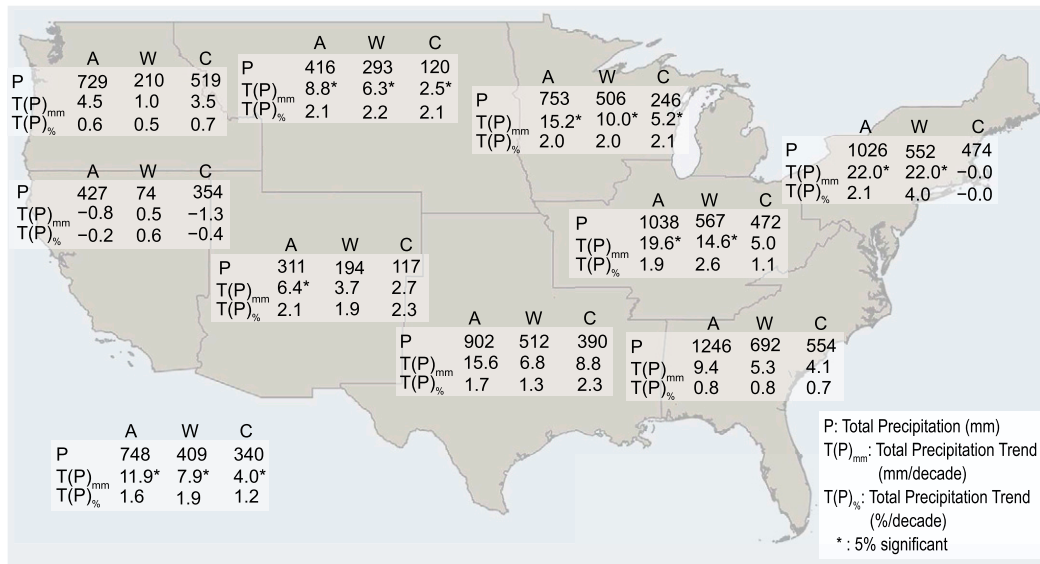 A W C
P 729 210 519
T(P)mm 4.5 1.0 3.5
T(P)% 0.6 0.5 0.7
A W C
P 416 293 120
T(P)mm 8.8* 6.3* 2.5*
T(P)% 2.1 2.2 2.1
A W C
P 753 506 246
T(P)mm 15.2* 10.0* 5.2*
T(P)% 2.0 2.0 2.1
A W C
P 1026 552 474
T(P)mm 22.0* 22.0* −0.0
T(P)% 2.1 4.0 −0.0
A W C
P 427 74 354
T(P)mm −0.8 0.5 −1.3
T(P)% −0.2 0.6 −0.4
A W C
P 1038 567 472
T(P)mm 19.6* 14.6* 5.0
T(P)% 1.9 2.6 1.1
A W C
P 311 194 117
T(P)mm 6.4* 3.7 2.7
T(P)% 2.1 1.9 2.3
A W C
P 902 512 390
T(P)mm 15.6 6.8 8.8
T(P)% 1.7 1.3 2.3
A W C
P 1246 692 554
T(P)mm 9.4 5.3 4.1
T(P)% 0.8 0.8 0.7
A W C
P 748 409 340
T(P)mm 11.9* 7.9* 4.0*
T(P)% 1.6 1.9 1.2
P: Total Precipitation (mm)
T(P)mm: Total Precipitation Trend
(mm/decade)
T(P)%: Total Precipitation Trend
(%/decade)
* : 5% significant